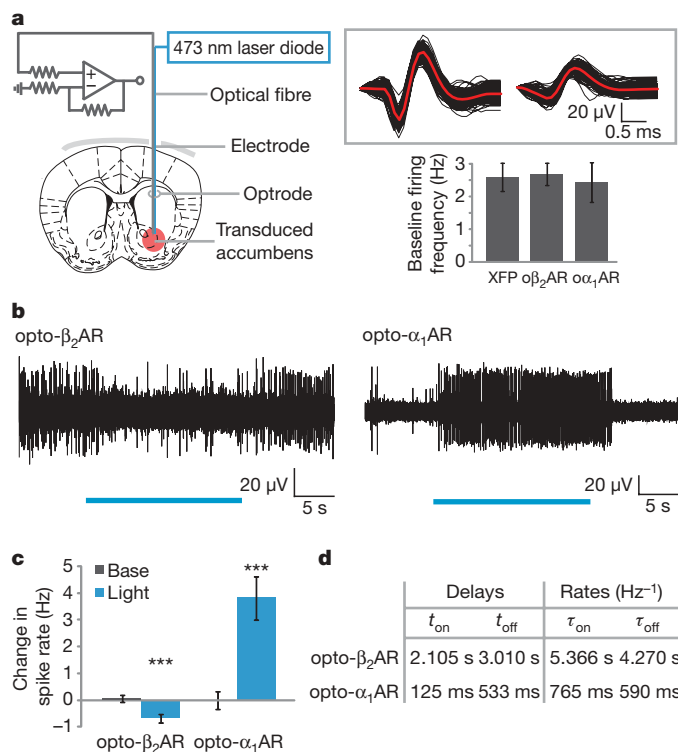 a
473 nm laser diode
Optical fibre
Electrode
Optrode
Transduced
accumbens
+
−
20 µV
0.5 ms
Baseline firing
frequency (Hz)
3
2
1
0
XFP oβ₂AR oα₁AR
b
opto-β₂AR
opto-α₁AR
20 µV
5 s
20 µV
5 s
c
Change in
spike rate (Hz)
5
4
3
2
1
0
−1
Base
Light
***
***
opto-β₂AR opto-α₁AR
d
Delays Rates (Hz⁻¹)
t_on t_off τ_on τ_off
opto-β₂AR 2.105 s 3.010 s 5.366 s 4.270 s
opto-α₁AR 125 ms 533 ms 765 ms 590 ms